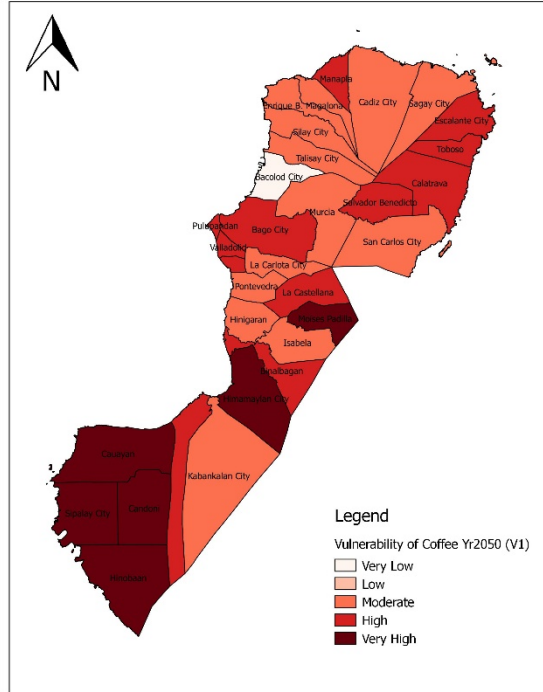 N
Manapla
Cadiz City
Sagay City
Enrique B. Magalona
Escalante City
Silay City
Toboso
Talisay City
Bacolod City
Calatrava
Salvador Benedicto
Murcia
Pulupandan
Bago City
San Carlos City
Valladolid
La Carlota City
Pontevedra
La Castellana
Hinigaran
Moises Padilla
Isabela
Binalbagan
Himamaylan City
Cauayan
Kabankalan City
Sipalay City
Candoni
Hinobaan
Legend
Vulnerability of Coffee Yr2050 (V1)
Very Low
Low
Moderate
High
Very High